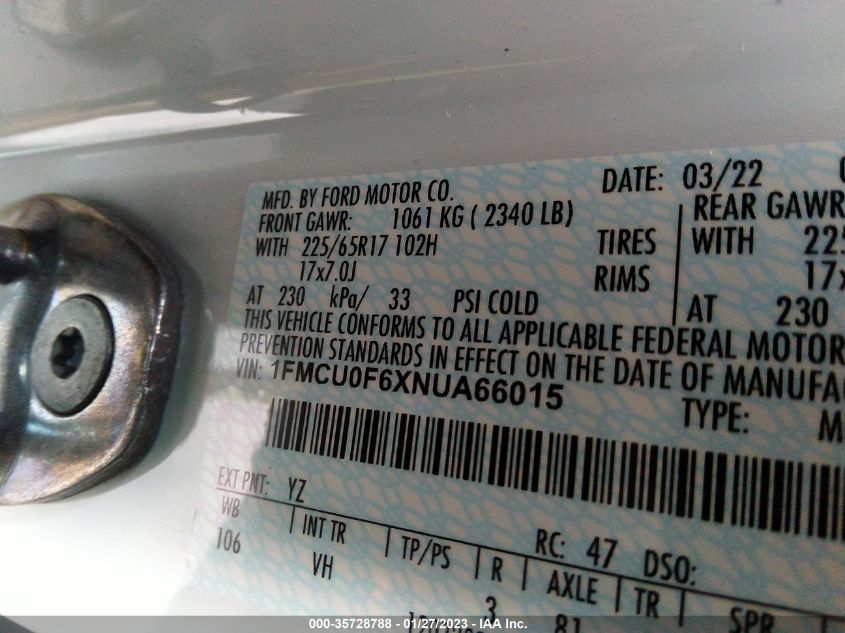 MFD. BY FORD MOTOR CO. DATE: 03/22
FRONT GAWR: 1061 KG ( 2340 LB) REAR GAWR
WITH 225/65R17 102H TIRES WITH 225
17x7.0J RIMS 17x
AT 230 kPa/ 33 PSI COLD AT 230
THIS VEHICLE CONFORMS TO ALL APPLICABLE FEDERAL MOTOR
PREVENTION STANDARDS IN EFFECT ON THE DATE OF MANUFA
VIN: 1FMCU0F6XNUA66015 TYPE: M
EXT PNT: YZ RC: 47 DSO:
WB INT TR TP/PS R AXLE TR SPR
106 VH 3 81
000-35728788 - 01/27/2023 - IAA Inc.